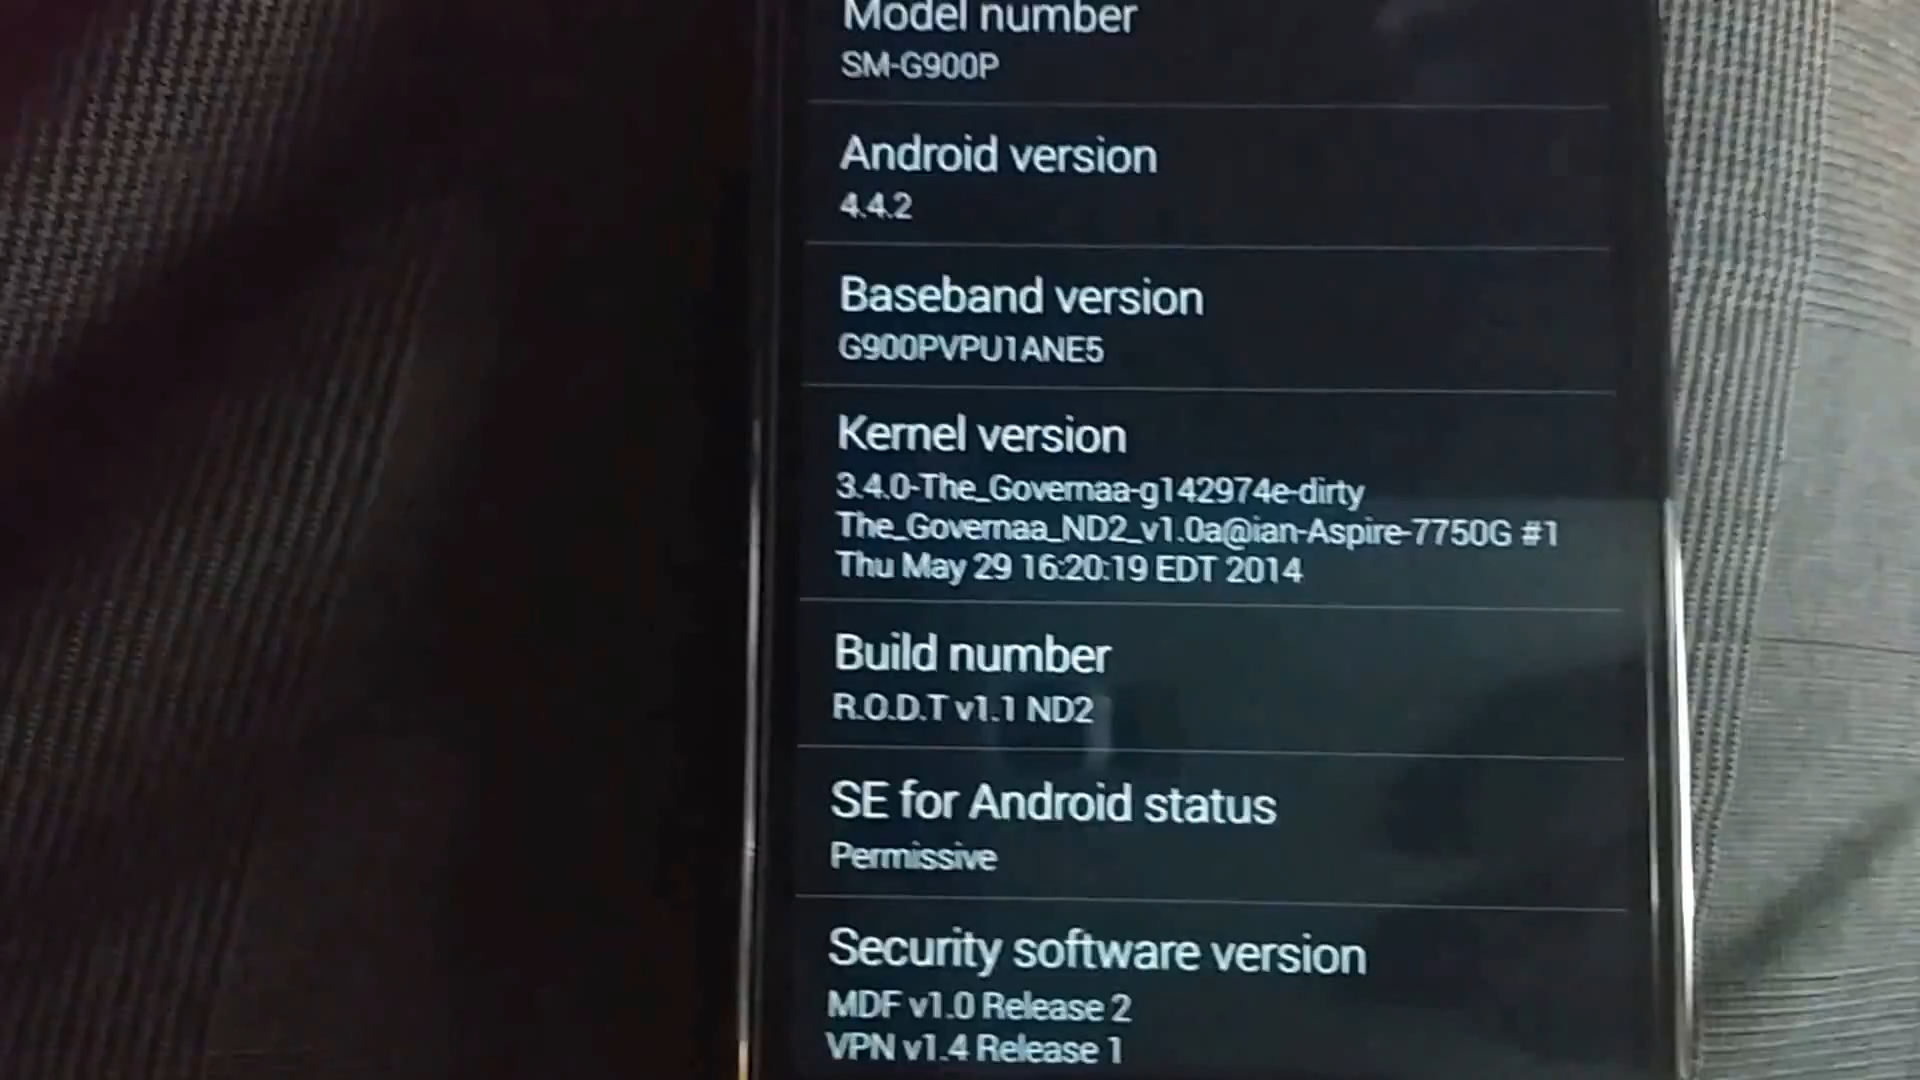 Model number
SM-G900P
Android version
4.4.2
Baseband version
G900PVPU1ANE5
Kernel version
3.4.0-The_Governaa-g142974e-dirty
The_Governaa_ND2_v1.0a@ian-Aspire-7750G #1
Thu May 29 16:20:19 EDT 2014
Build number
R.O.D.T v1.1 ND2
SE for Android status
Permissive
Security software version
MDF v1.0 Release 2
VPN v1.4 Release 1